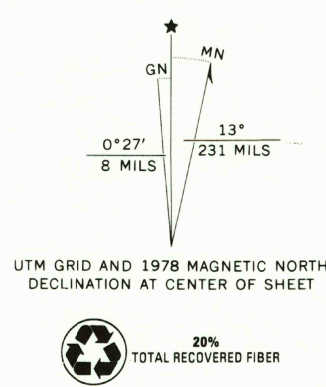 ★
MN
GN
0°27'
8 MILS
13°
231 MILS
UTM GRID AND 1978 MAGNETIC NORTH
DECLINATION AT CENTER OF SHEET
20%
TOTAL RECOVERED FIBER